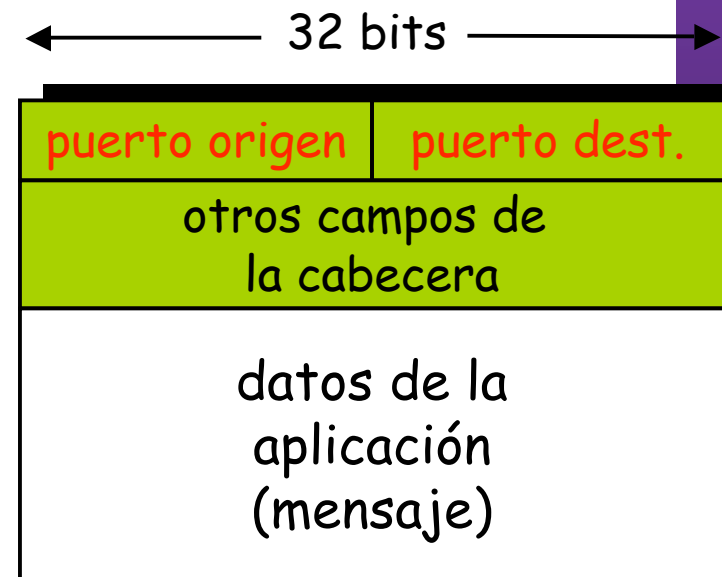 32 bits
puerto origen
puerto dest.
otros campos de
la cabecera
datos de la
aplicación
(mensaje)